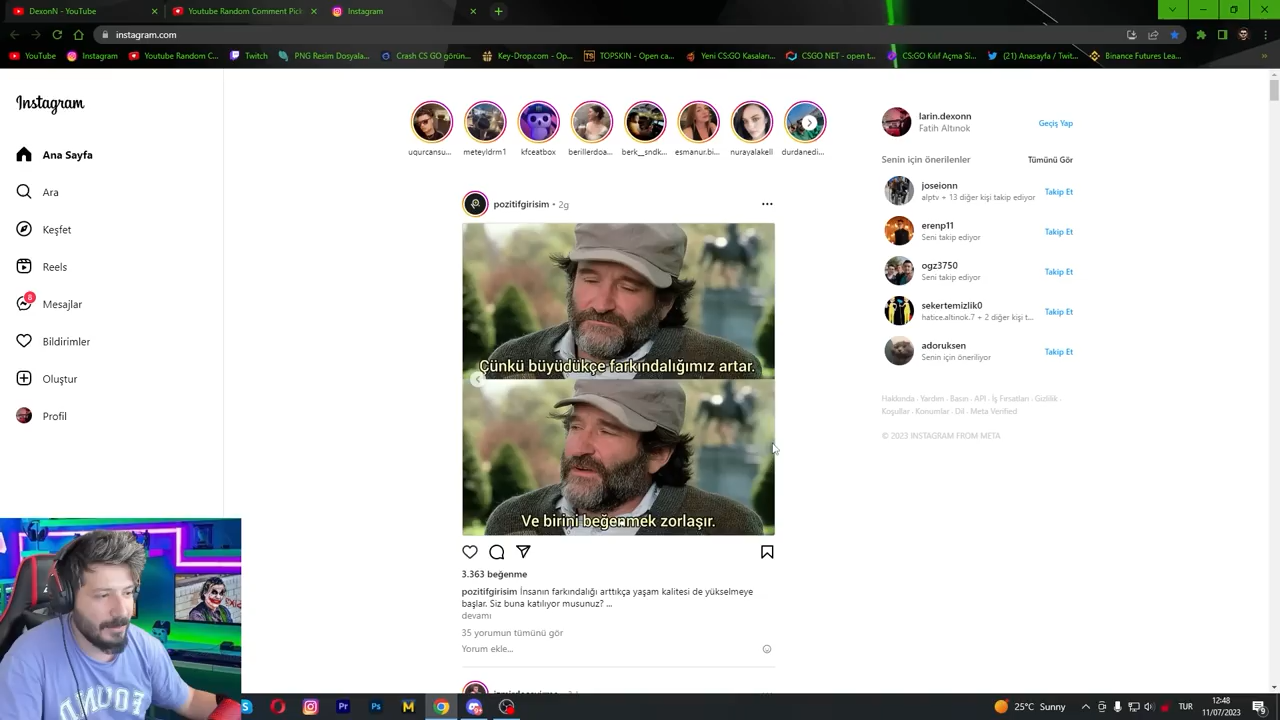 DexonN - YouTube
Youtube Random Comment Pick
Instagram
instagram.com
YouTube
Instagram
Youtube Random C...
Twitch
PNG Resim Dosyala...
Crash CS GO görün...
Key-Drop.com - Op...
TOPSKIN - Open ca...
Yeni CS:GO Kasaları...
CSGO NET - open t...
CS:GO Kılıf Açma Si...
(21) Anasayfa / Twit...
Binance Futures Lea...
Instagram
Ana Sayfa
Ara
Keşfet
Reels
8
Mesajlar
Bildirimler
Oluştur
Profil
ugurcansu...
meteyldrm1
kfceatbox
berillerdoa...
berk__sndk...
esmanur.bi...
nurayalakell
durdanedi...
pozitifgirisim • 2g
Çünkü büyüdükçe farkındalığımız artar.
Ve birini beğenmek zorlaşır.
3.363 beğenme
pozitifgirisim İnsanın farkındalığı arttıkça yaşam kalitesi de yükselmeye
başlar. Siz buna katılıyor musunuz? ...
devamı
35 yorumun tümünü gör
Yorum ekle...
larin.dexonn
Fatih Altınok
Geçiş Yap
Senin için önerilenler
Tümünü Gör
joseionn
alptv + 13 diğer kişi takip ediyor
Takip Et
erenp11
Seni takip ediyor
Takip Et
ogz3750
Seni takip ediyor
Takip Et
sekertemizlik0
hatice.altinok.7 + 2 diğer kişi t...
Takip Et
adoruksen
Senin için öneriliyor
Takip Et
Hakkında · Yardım · Basın · API · İş Fırsatları · Gizlilik ·
Koşullar · Konumlar · Dil · Meta Verified
© 2023 INSTAGRAM FROM META
25°C Sunny
TUR
12:48
11/07/2023